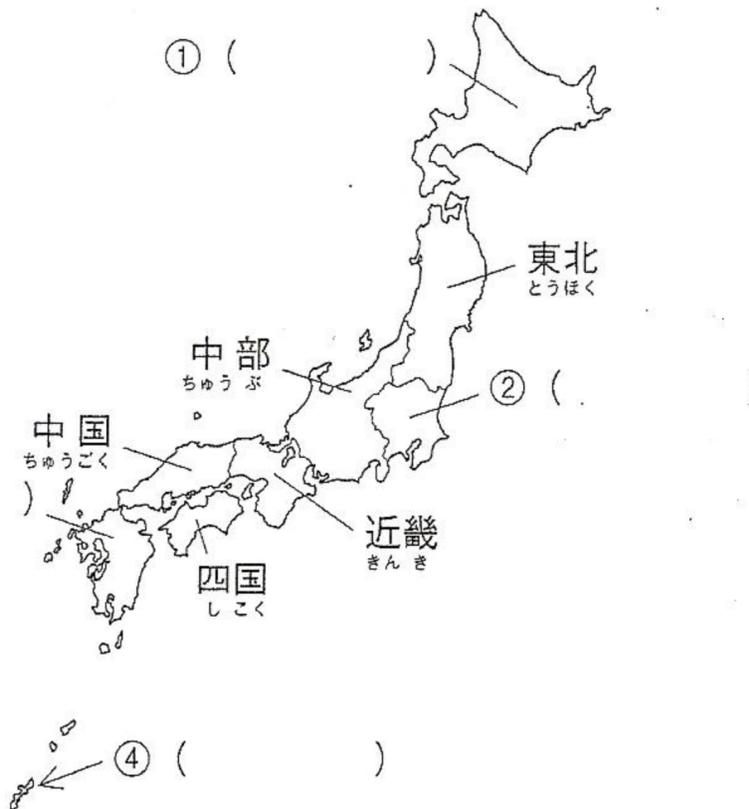 ① (　　　　)
東北
とうほく
中部
ちゅうぶ
② (
中国
ちゅうごく
)
近畿
きんき
四国
しこく
④ (　　　　)